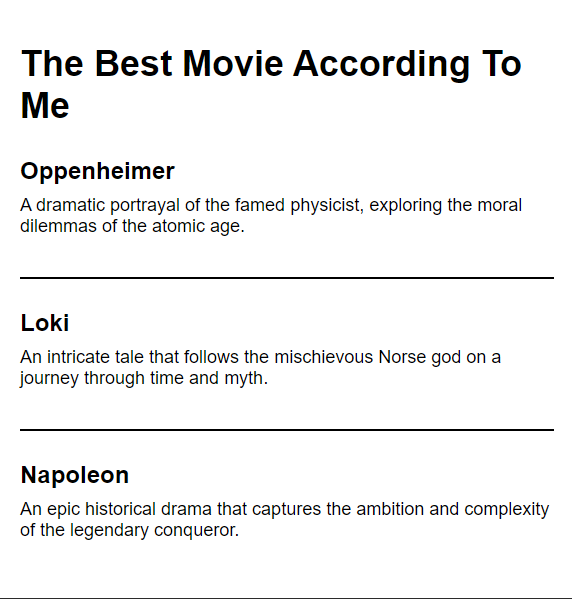 The Best Movie According To
Me
Oppenheimer
A dramatic portrayal of the famed physicist, exploring the moral
dilemmas of the atomic age.
Loki
An intricate tale that follows the mischievous Norse god on a
journey through time and myth.
Napoleon
An epic historical drama that captures the ambition and complexity
of the legendary conqueror.